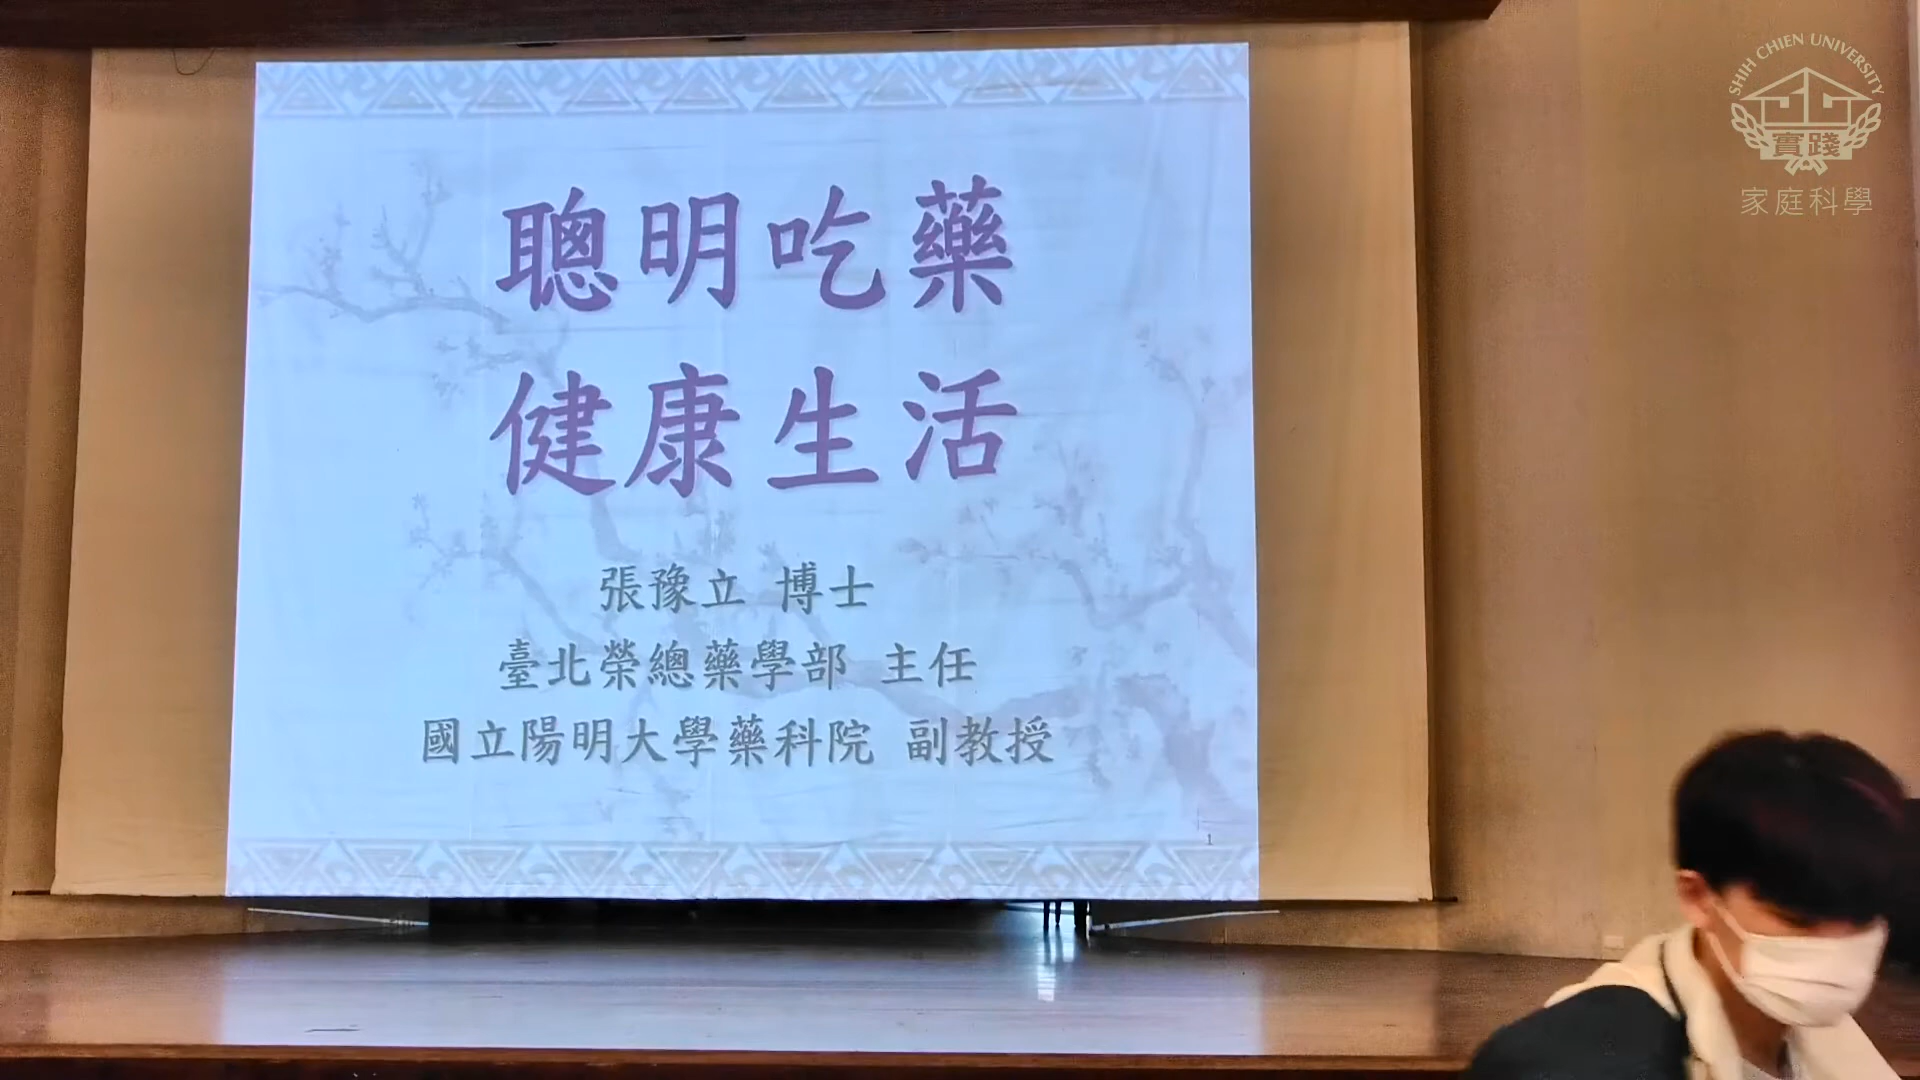 聰明吃藥
健康生活
張豫立 博士
臺北榮總藥學部 主任
國立陽明大學藥科院 副教授
1
SHIH CHIEN UNIVERSITY
實踐
家庭科學